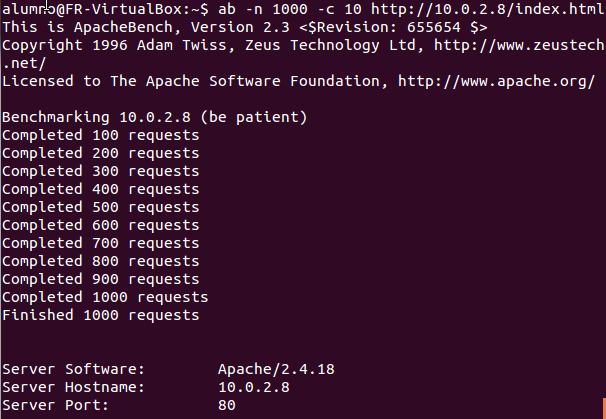 alumno@FR-VirtualBox:~$ ab -n 1000 -c 10 http://10.0.2.8/index.html
This is ApacheBench, Version 2.3 <$Revision: 655654 $>
Copyright 1996 Adam Twiss, Zeus Technology Ltd, http://www.zeustech
.net/
Licensed to The Apache Software Foundation, http://www.apache.org/

Benchmarking 10.0.2.8 (be patient)
Completed 100 requests
Completed 200 requests
Completed 300 requests
Completed 400 requests
Completed 500 requests
Completed 600 requests
Completed 700 requests
Completed 800 requests
Completed 900 requests
Completed 1000 requests
Finished 1000 requests

Server Software:        Apache/2.4.18
Server Hostname:        10.0.2.8
Server Port:            80